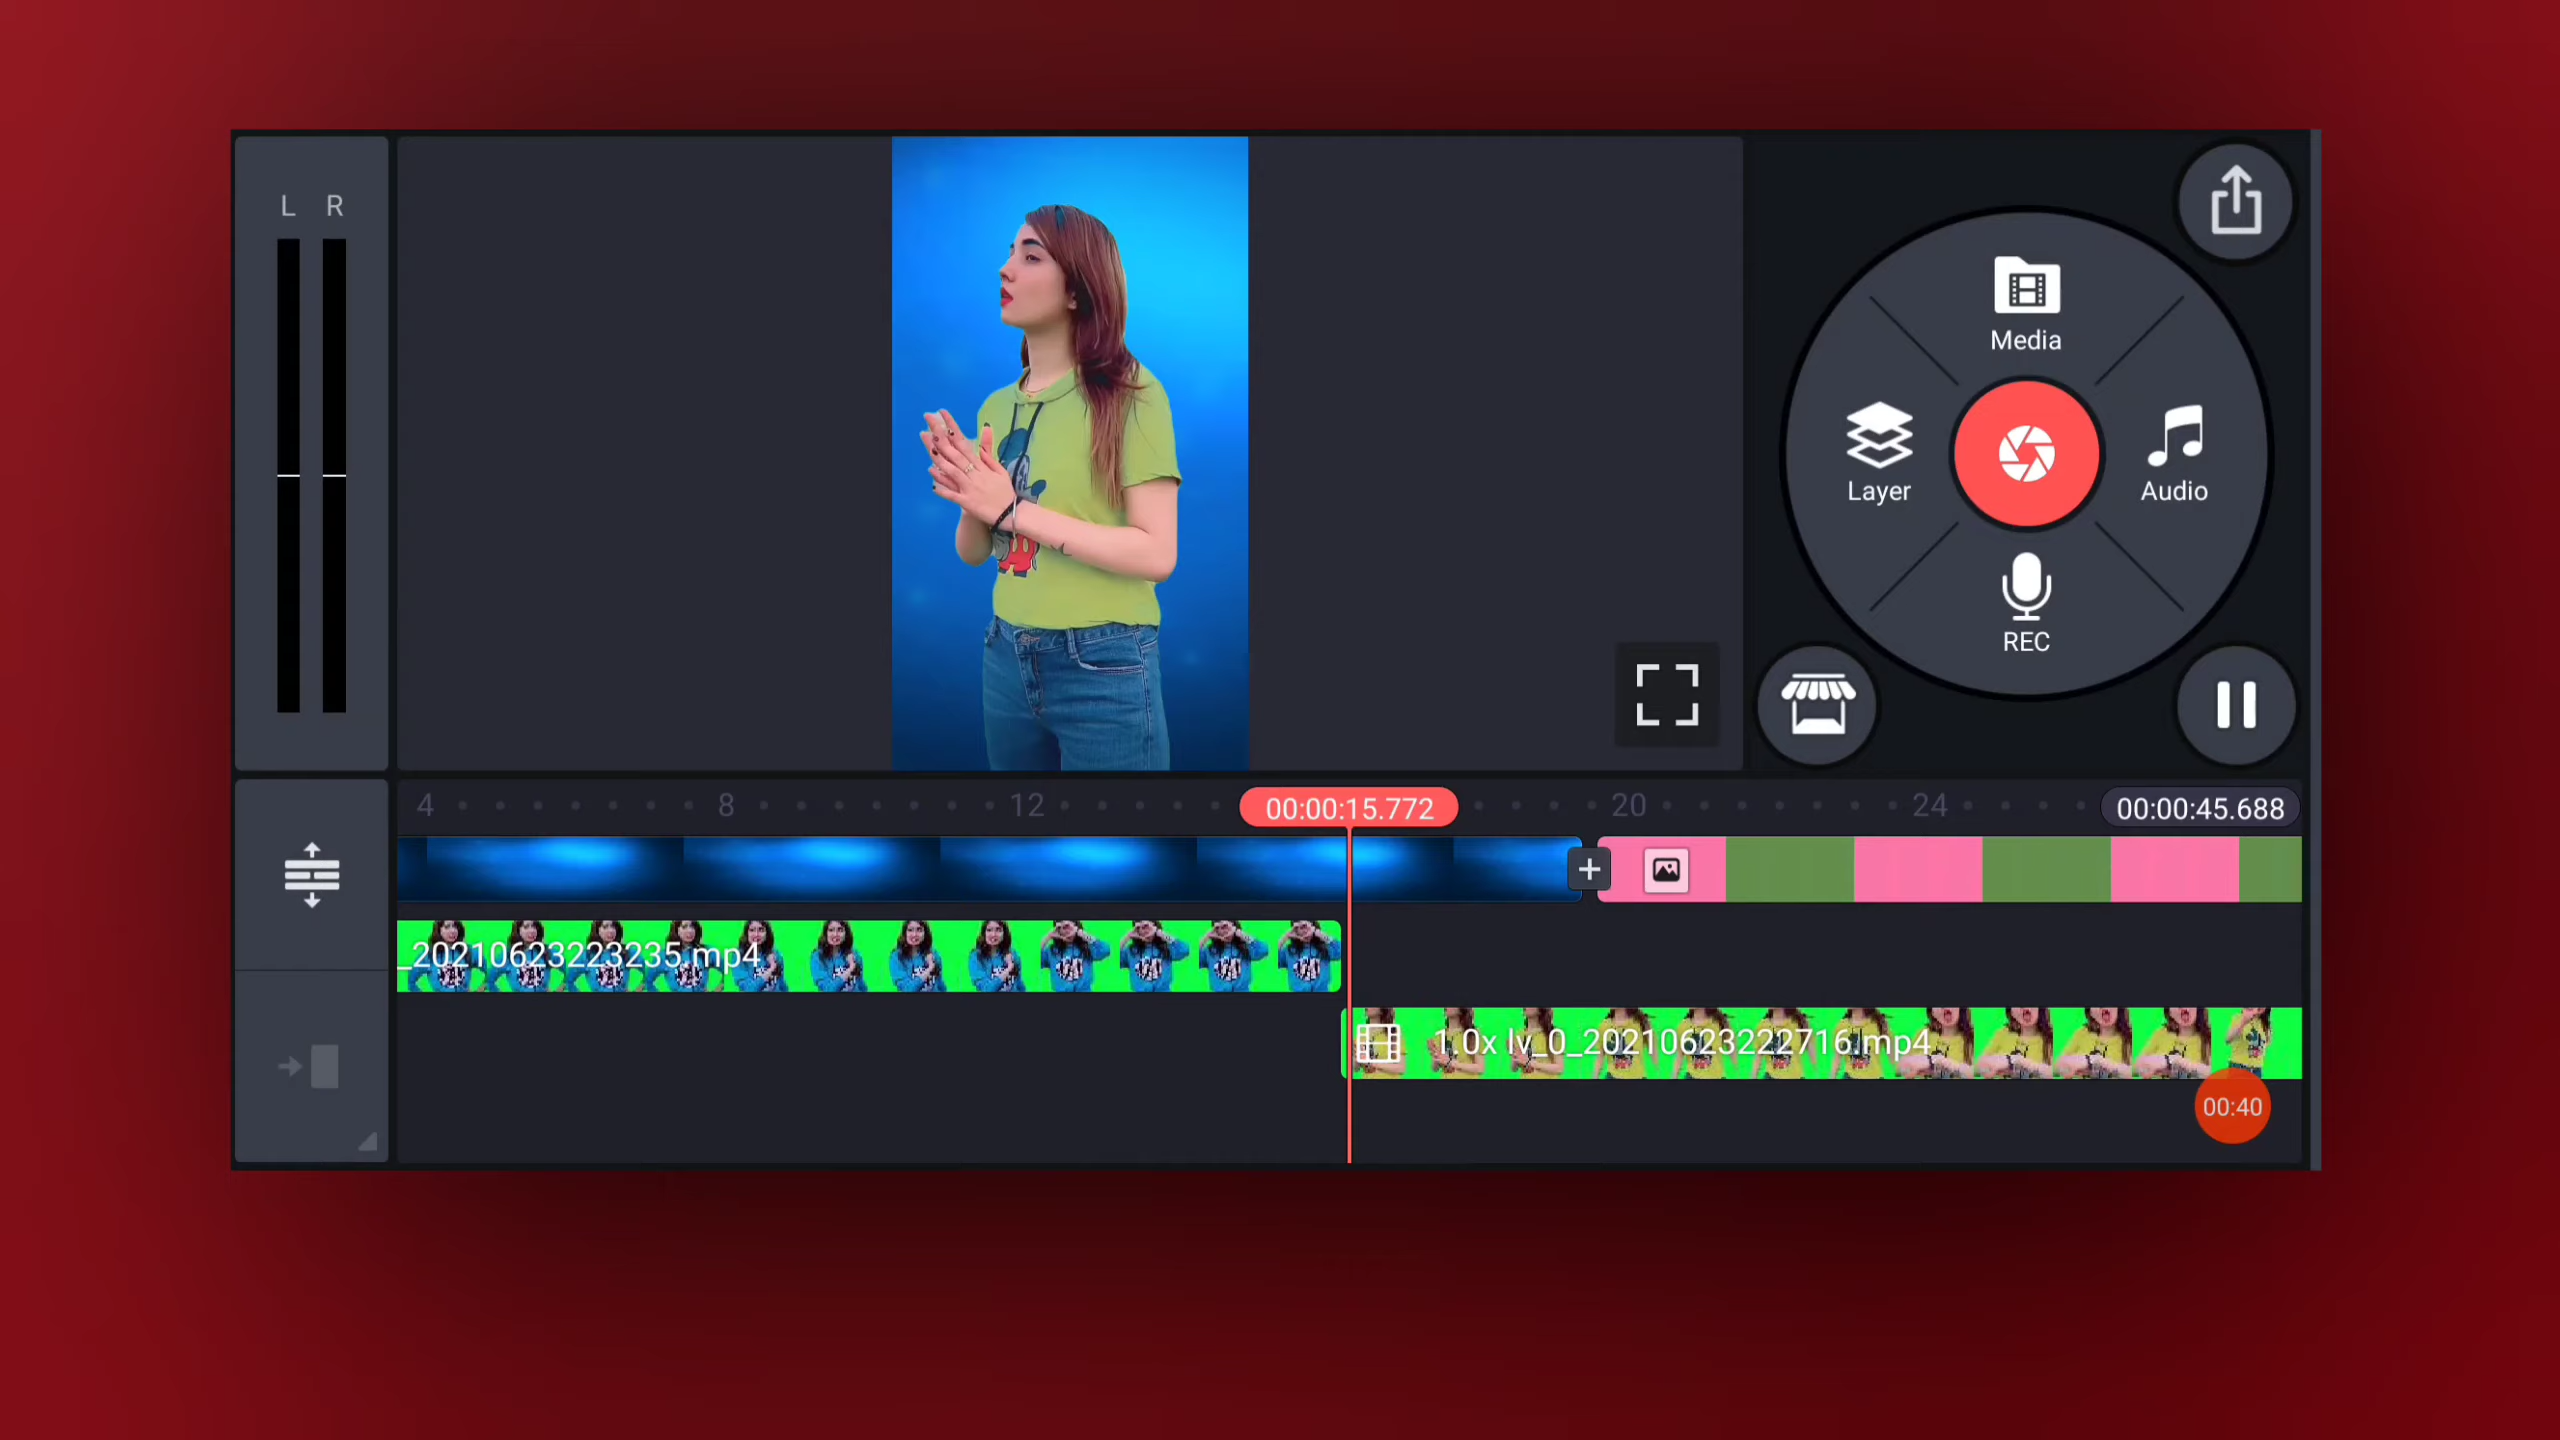 L R
Media
Layer
Audio
REC
4 8 12 00:00:15.772 20 24 00:00:45.688
_20210623223235.mp4
1.0x lv_0_20210623222716.mp4
00:40